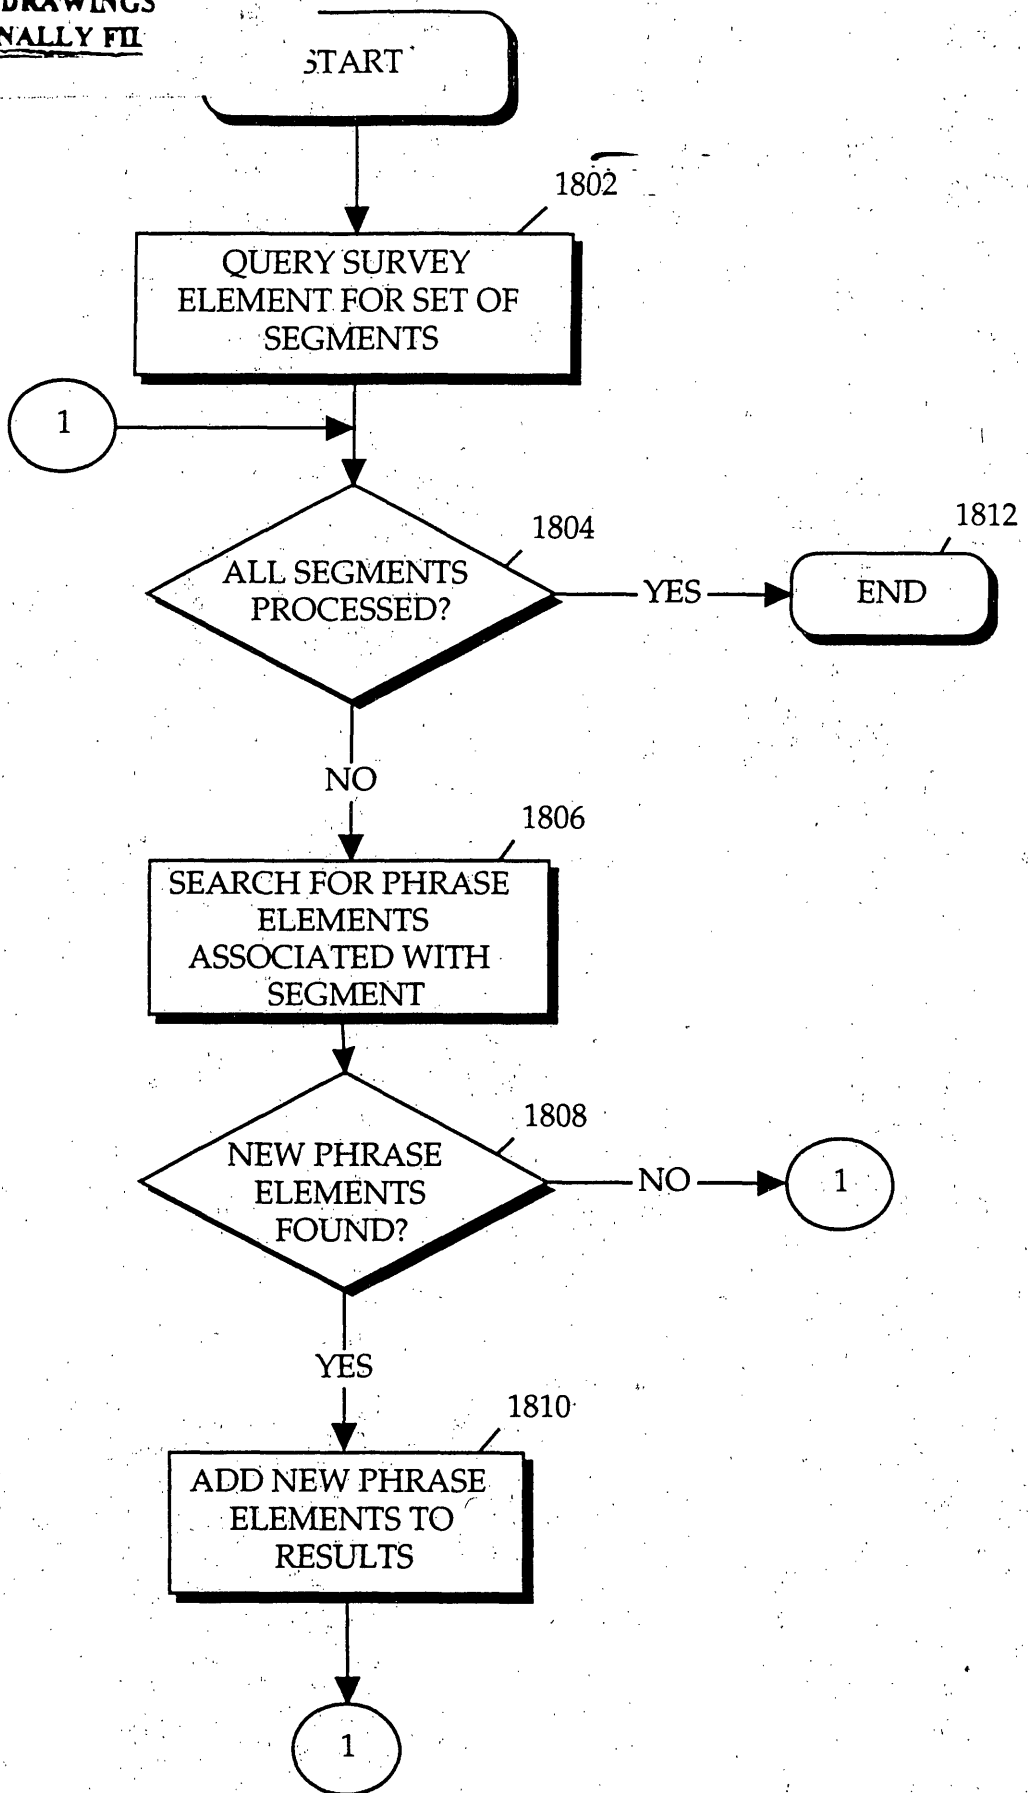 DRAWINGS
START
1802
QUERY SURVEY
ELEMENT FOR SET OF
SEGMENTS
1
1804
ALL SEGMENTS
PROCESSED?
YES
1812
END
NO
1806
SEARCH FOR PHRASE
ELEMENTS
ASSOCIATED WITH
SEGMENT
1808
NEW PHRASE
ELEMENTS
FOUND?
NO
1
YES
1810
ADD NEW PHRASE
ELEMENTS TO
RESULTS
1